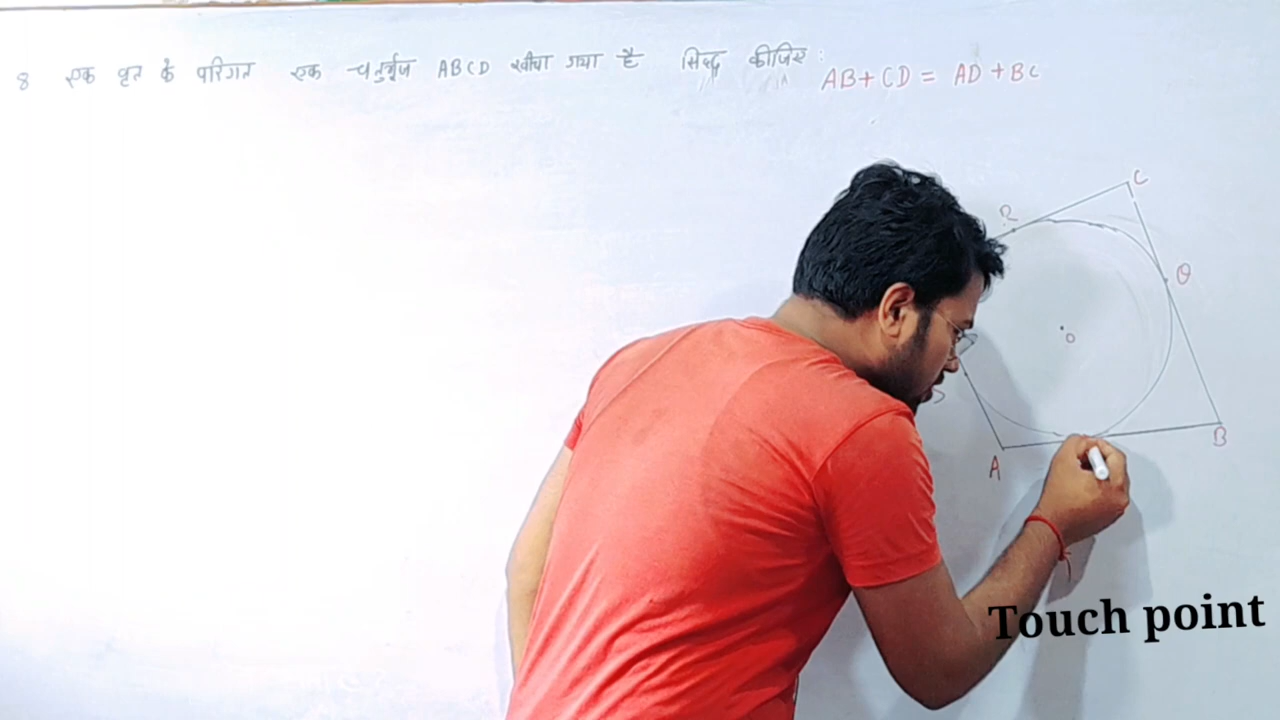 8 एक वृत के परिगत एक चतुर्भुज ABCD खींचा गया है सिद्ध कीजिए : AB + CD = AD + BC
C
R
Q
O
B
A
Touch point